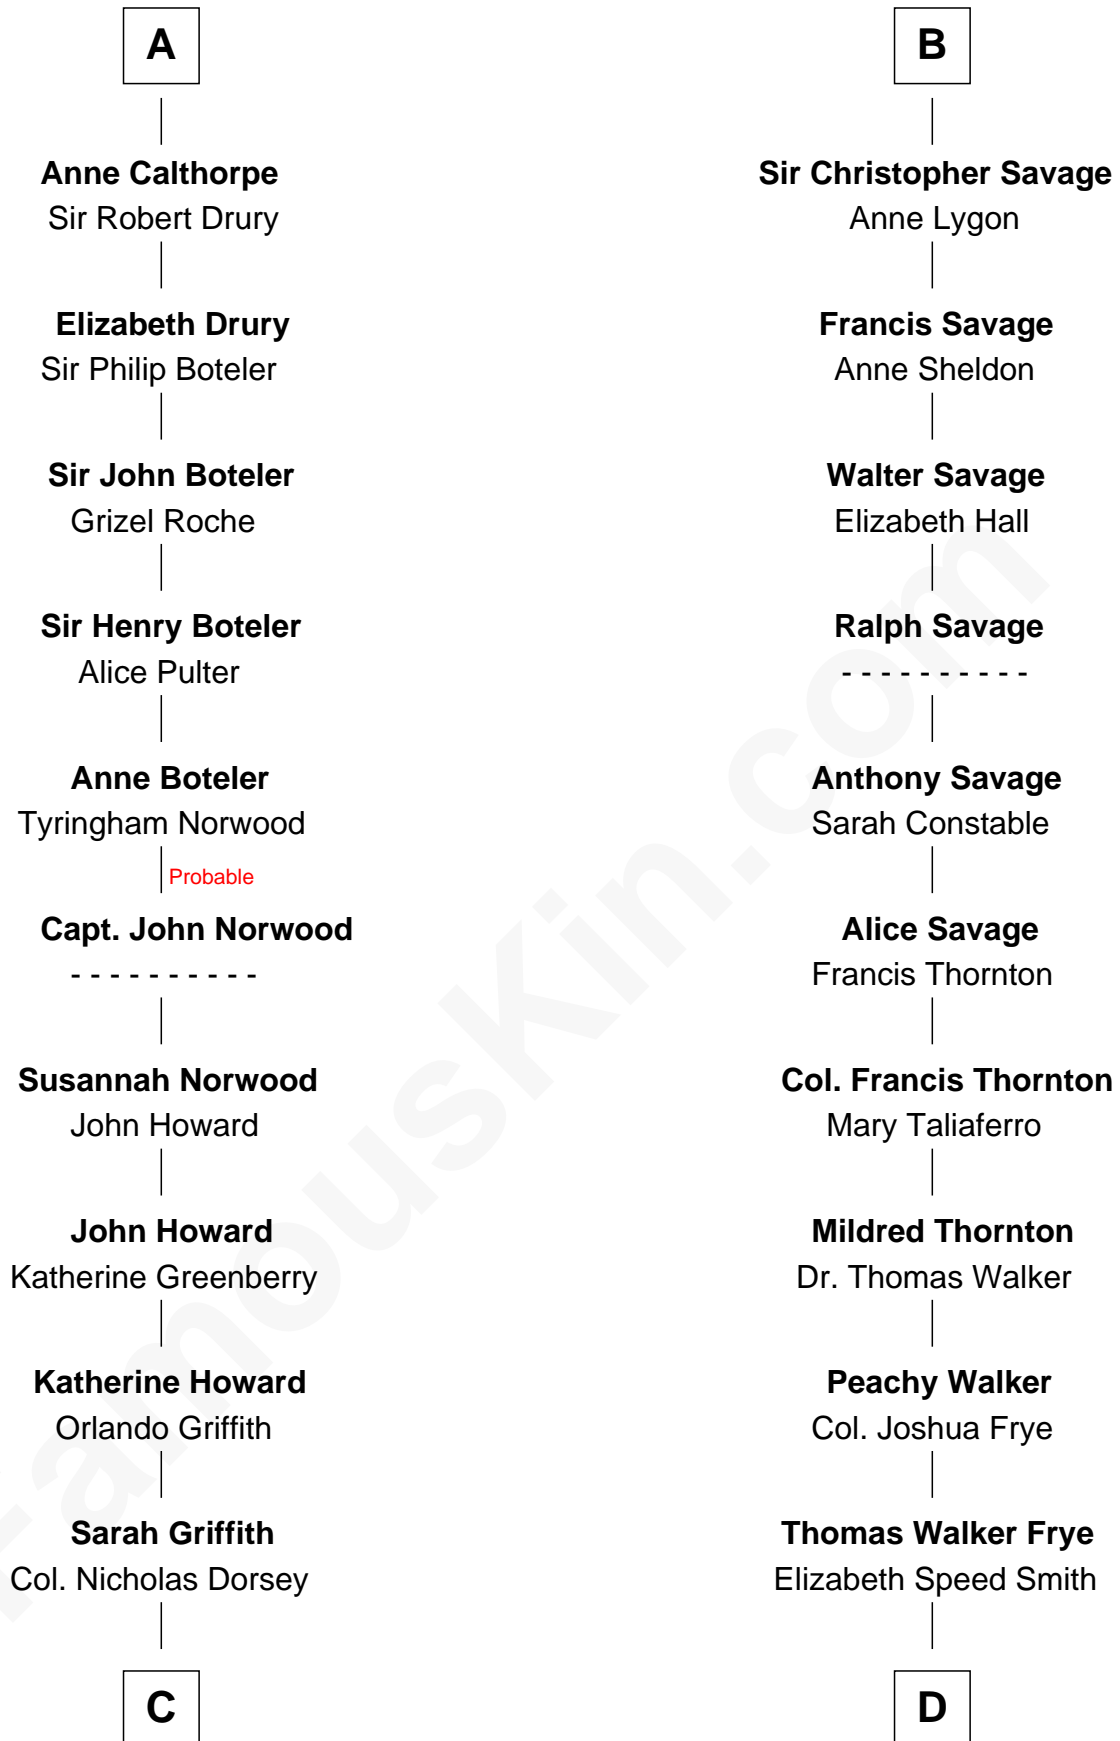 A
Anne Calthorpe
Sir Robert Drury
Elizabeth Drury
Sir Philip Boteler
Sir John Boteler
Grizel Roche
Sir Henry Boteler
Alice Pulter
Anne Boteler
Tyringham Norwood
Probable
Capt. John Norwood
- - - - - - - - - -
Susannah Norwood
John Howard
John Howard
Katherine Greenberry
Katherine Howard
Orlando Griffith
Sarah Griffith
Col. Nicholas Dorsey
C
B
Sir Christopher Savage
Anne Lygon
Francis Savage
Anne Sheldon
Walter Savage
Elizabeth Hall
Ralph Savage
- - - - - - - - - -
Anthony Savage
Sarah Constable
Alice Savage
Francis Thornton
Col. Francis Thornton
Mary Taliaferro
Mildred Thornton
Dr. Thomas Walker
Peachy Walker
Col. Joshua Frye
Thomas Walker Frye
Elizabeth Speed Smith
D
FamousKin.com